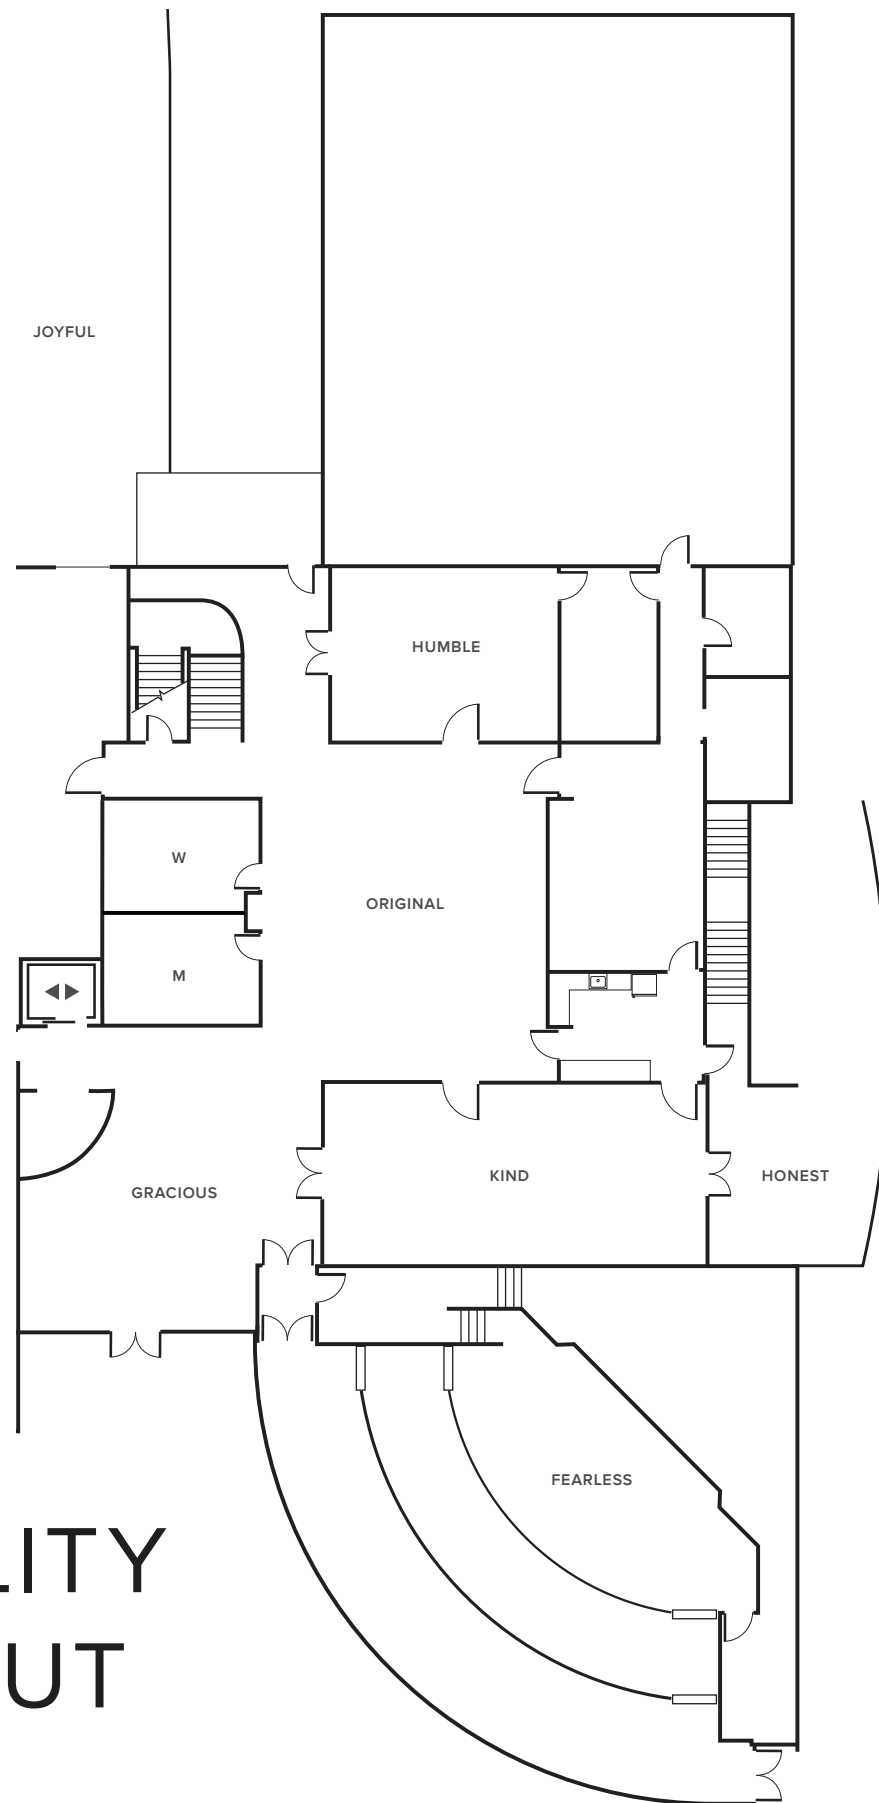 JOYFUL
HUMBLE
W
ORIGINAL
M
KIND
HONEST
GRACIOUS
FEARLESS
LITY
UT